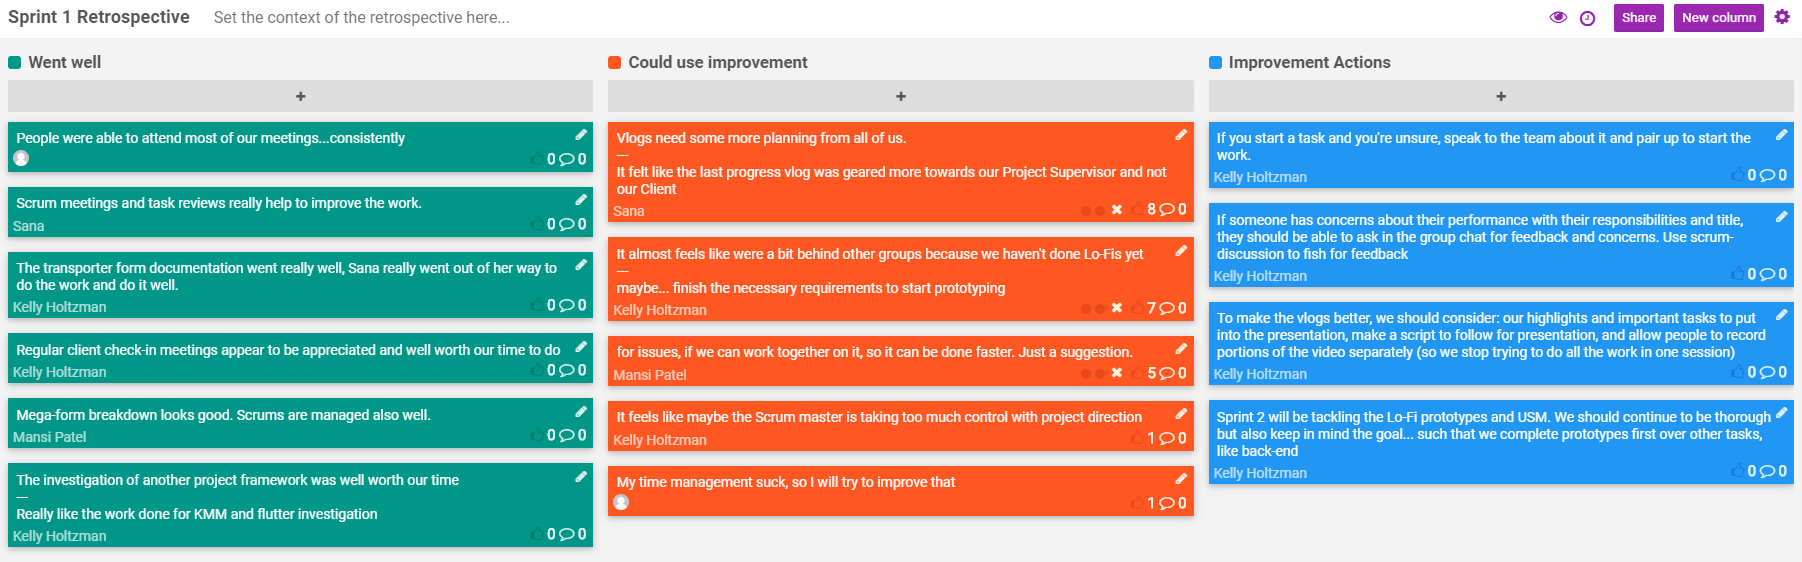 Sprint 1 Retrospective
Set the context of the retrospective here...
Share
New column
Went well
+
People were able to attend most of our meetings...consistently
0 0
Scrum meetings and task reviews really help to improve the work.
Sana
0 0
The transporter form documentation went really well, Sana really went out of her way to
do the work and do it well.
Kelly Holtzman
0 0
Regular client check-in meetings appear to be appreciated and well worth our time to do
Kelly Holtzman
0 0
Mega-form breakdown looks good. Scrums are managed also well.
Mansi Patel
0 0
The investigation of another project framework was well worth our time
—
Really like the work done for KMM and flutter investigation
Kelly Holtzman
0 0
Could use improvement
+
Vlogs need some more planning from all of us.
—
It felt like the last progress vlog was geared more towards our Project Supervisor and not
our Client
Sana
8 0
It almost feels like were a bit behind other groups because we haven't done Lo-Fis yet
—
maybe... finish the necessary requirements to start prototyping
Kelly Holtzman
7 0
for issues, if we can work together on it, so it can be done faster. Just a suggestion.
Mansi Patel
5 0
It feels like maybe the Scrum master is taking too much control with project direction
Kelly Holtzman
1 0
My time management suck, so I will try to improve that
1 0
Improvement Actions
+
If you start a task and you're unsure, speak to the team about it and pair up to start the
work.
Kelly Holtzman
0 0
If someone has concerns about their performance with their responsibilities and title,
they should be able to ask in the group chat for feedback and concerns. Use scrum-
discussion to fish for feedback
Kelly Holtzman
0 0
To make the vlogs better, we should consider: our highlights and important tasks to put
into the presentation, make a script to follow for presentation, and allow people to record
portions of the video separately (so we stop trying to do all the work in one session)
Kelly Holtzman
0 0
Sprint 2 will be tackling the Lo-Fi prototypes and USM. We should continue to be thorough
but also keep in mind the goal... such that we complete prototypes first over other tasks,
like back-end
Kelly Holtzman
0 0